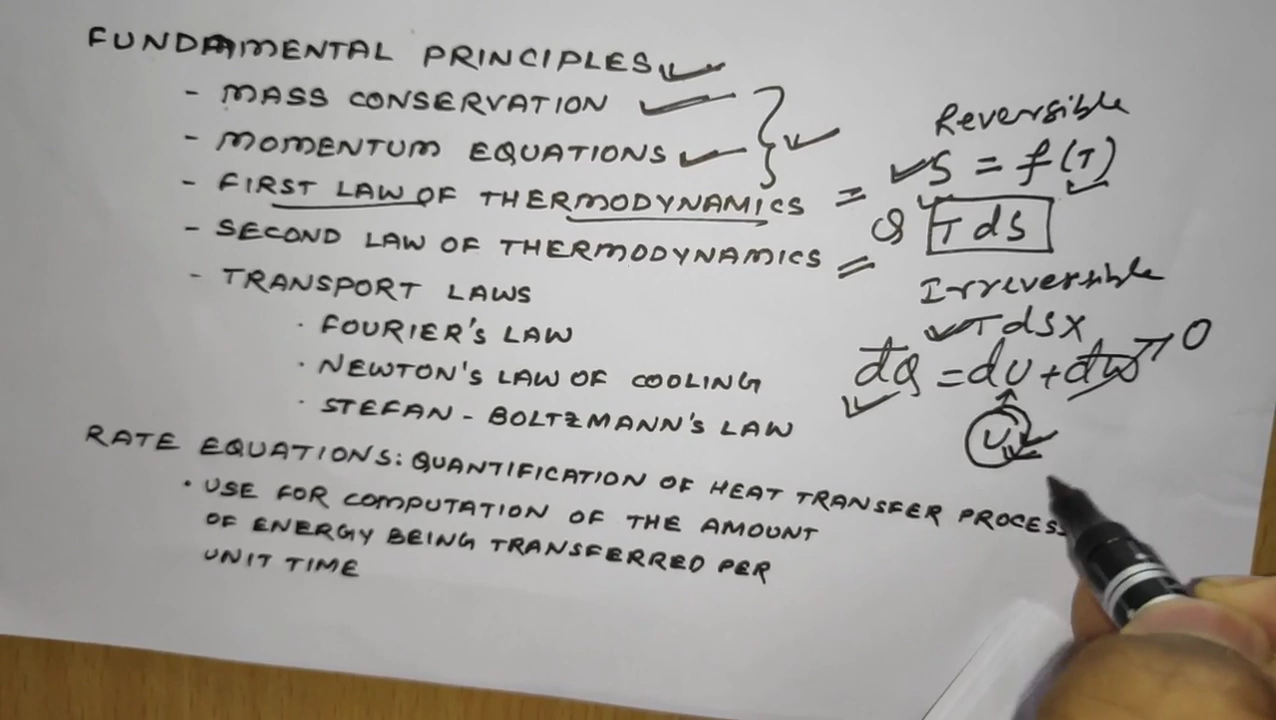 FUNDAMENTAL PRINCIPLES
- MASS CONSERVATION
- MOMENTUM EQUATIONS
- FIRST LAW OF THERMODYNAMICS =
- SECOND LAW OF THERMODYNAMICS =
- TRANSPORT LAWS
· FOURIER'S LAW
· NEWTON'S LAW OF COOLING
· STEFAN - BOLTZMANN'S LAW
RATE EQUATIONS: QUANTIFICATION OF HEAT TRANSFER PROCES
· USE FOR COMPUTATION OF THE AMOUNT
OF ENERGY BEING TRANSFERRED PER
UNIT TIME
Reversible
S = f(T)
TdS
Irreversible
TdSX
dQ = dU + dW 0
U